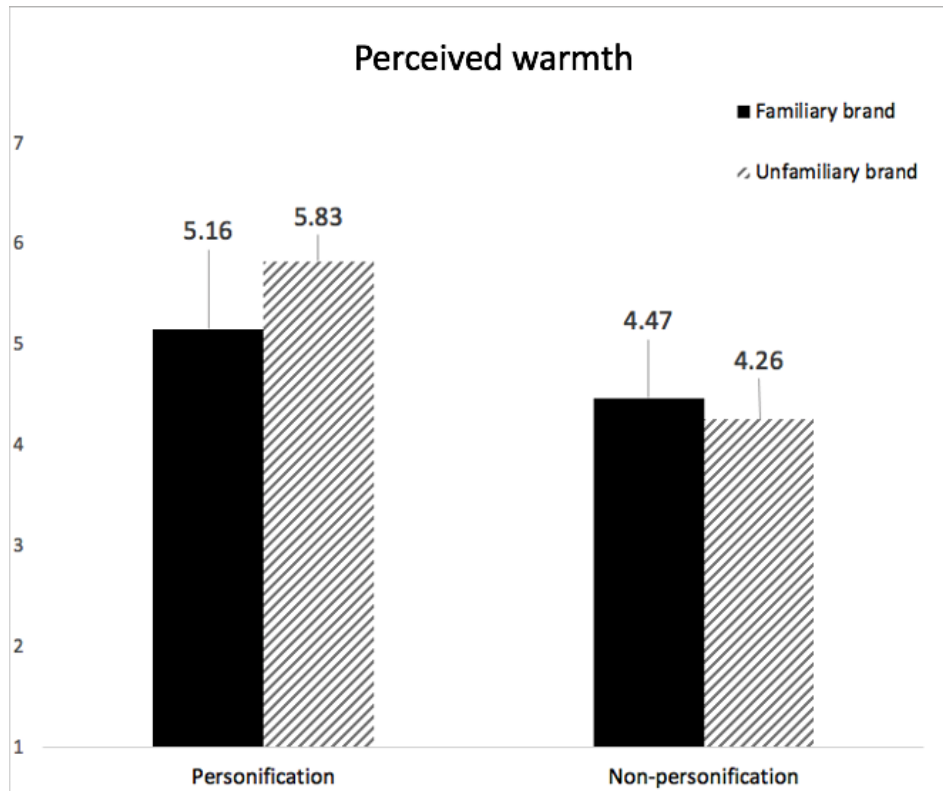 Perceived warmth
Familiary brand
Unfamiliary brand
7
6
5
4
3
2
1
5.16
5.83
4.47
4.26
Personification
Non-personification